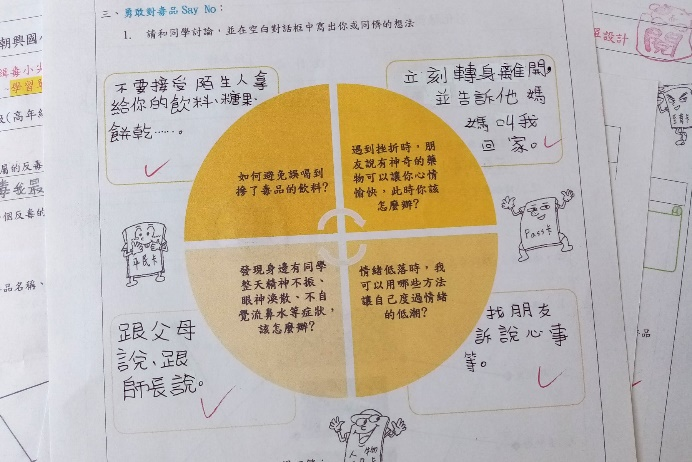 三、勇敢對毒品 Say No:
1. 請和同學討論,並在空白對話框中寫出你或同儕的想法
不要接受陌生人拿
給你的飲料、糖果、
餅乾……。
立刻轉身離開,
並告訴他媽
媽叫我
回家。
如何避免誤喝到
摻了毒品的飲料?
遇到挫折時,朋
友說有神奇的藥
物可以讓你心情
愉快,此時你該
怎麼辦?
發現身邊有同學
整天精神不振、
眼神渙散、不自
覺流鼻水等症狀,
該怎麼辦?
情緒低落時,我
可以用哪些方法
讓自己度過情緒
的低潮?
Pass卡
跟父母
說、跟
師長說。
找朋友
訴說心事
等。
朝興國
學習單
級(高年
屬的反毒
個反毒的
品名稱、
設計